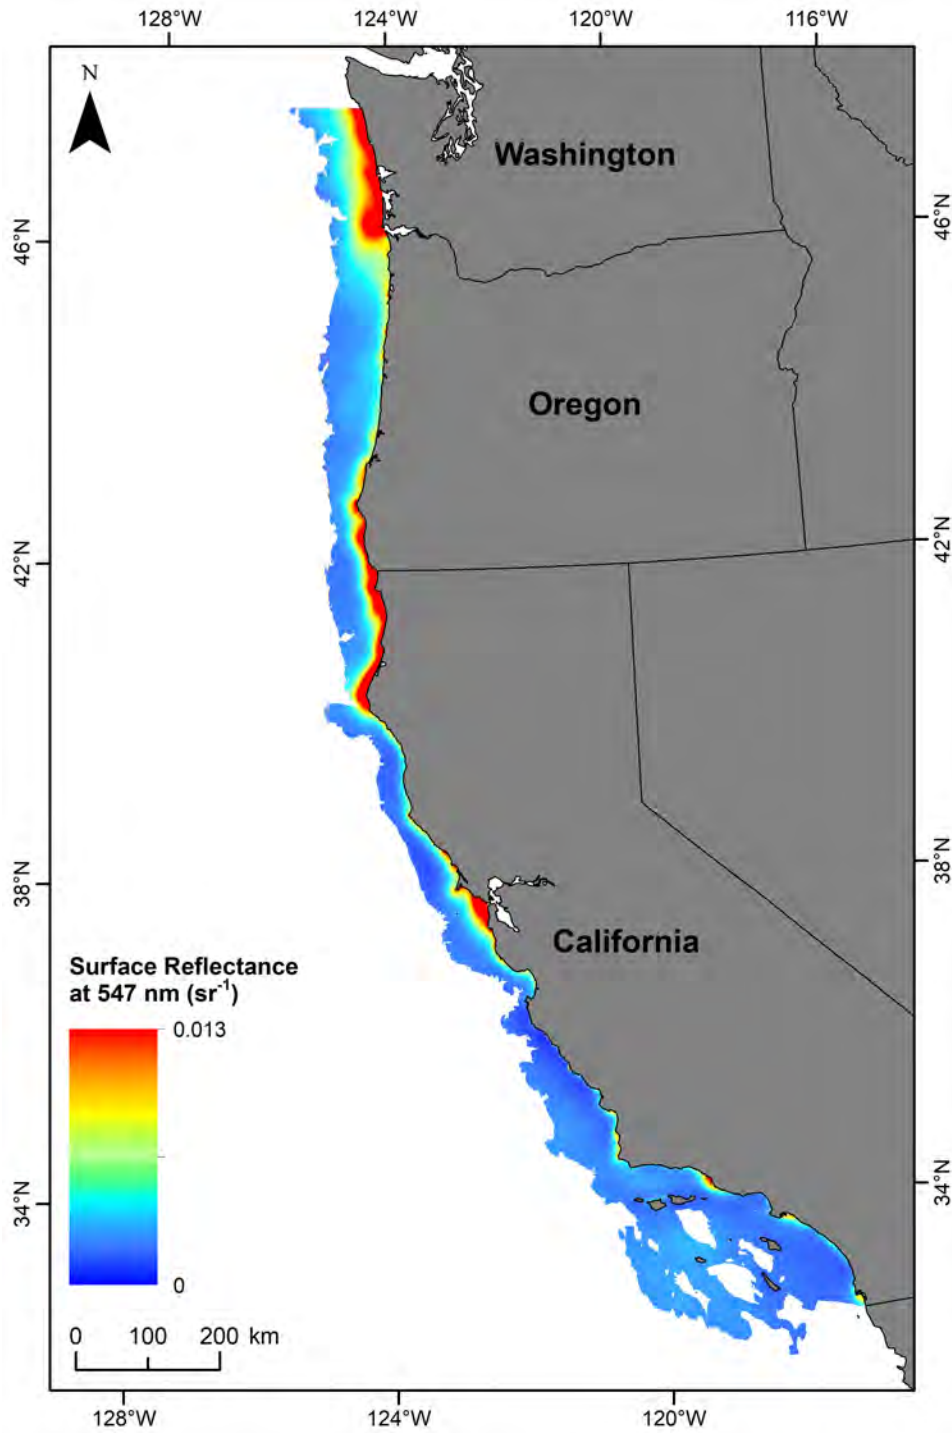 128°W 124°W 120°W 116°W
N
Washington
46°N 46°N
Oregon
42°N 42°N
38°N 38°N
California
Surface Reflectance
at 547 nm (sr⁻¹)
0.013
34°N 34°N
0
0 100 200 km
128°W 124°W 120°W